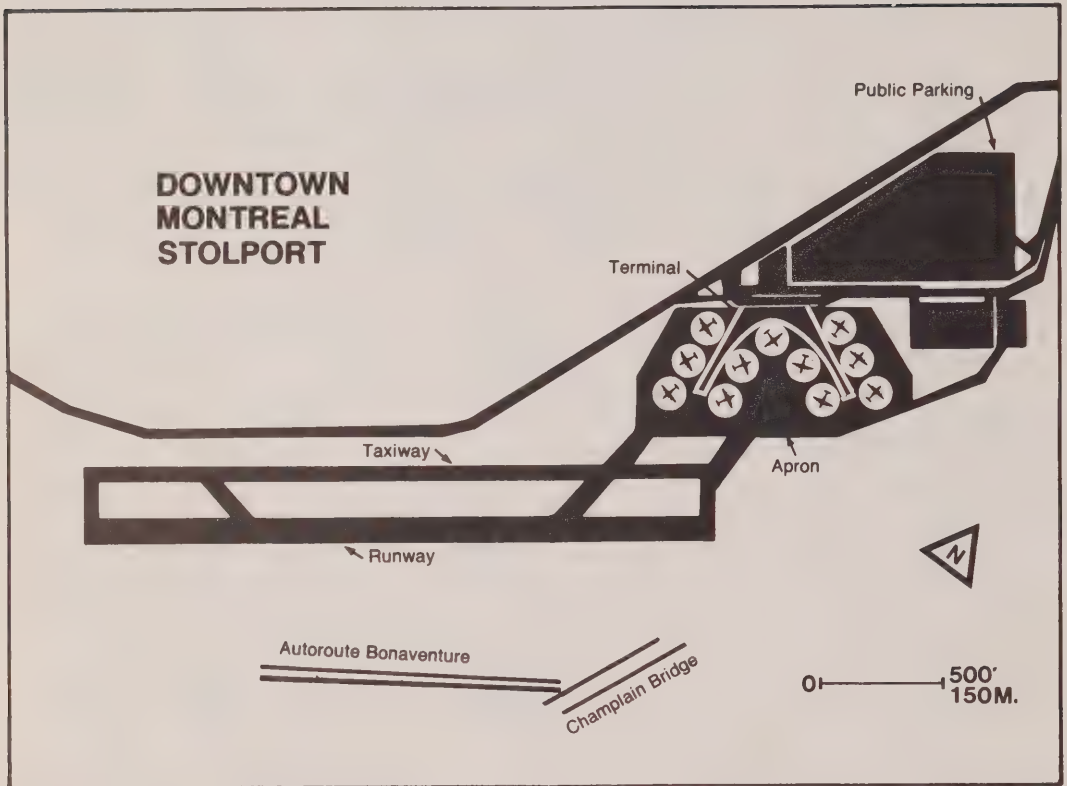 Public Parking
DOWNTOWN
MONTREAL
STOLPORT
Terminal
Taxiway
Apron
Runway
N
Autoroute Bonaventure
Champlain Bridge
0 500'
150M.